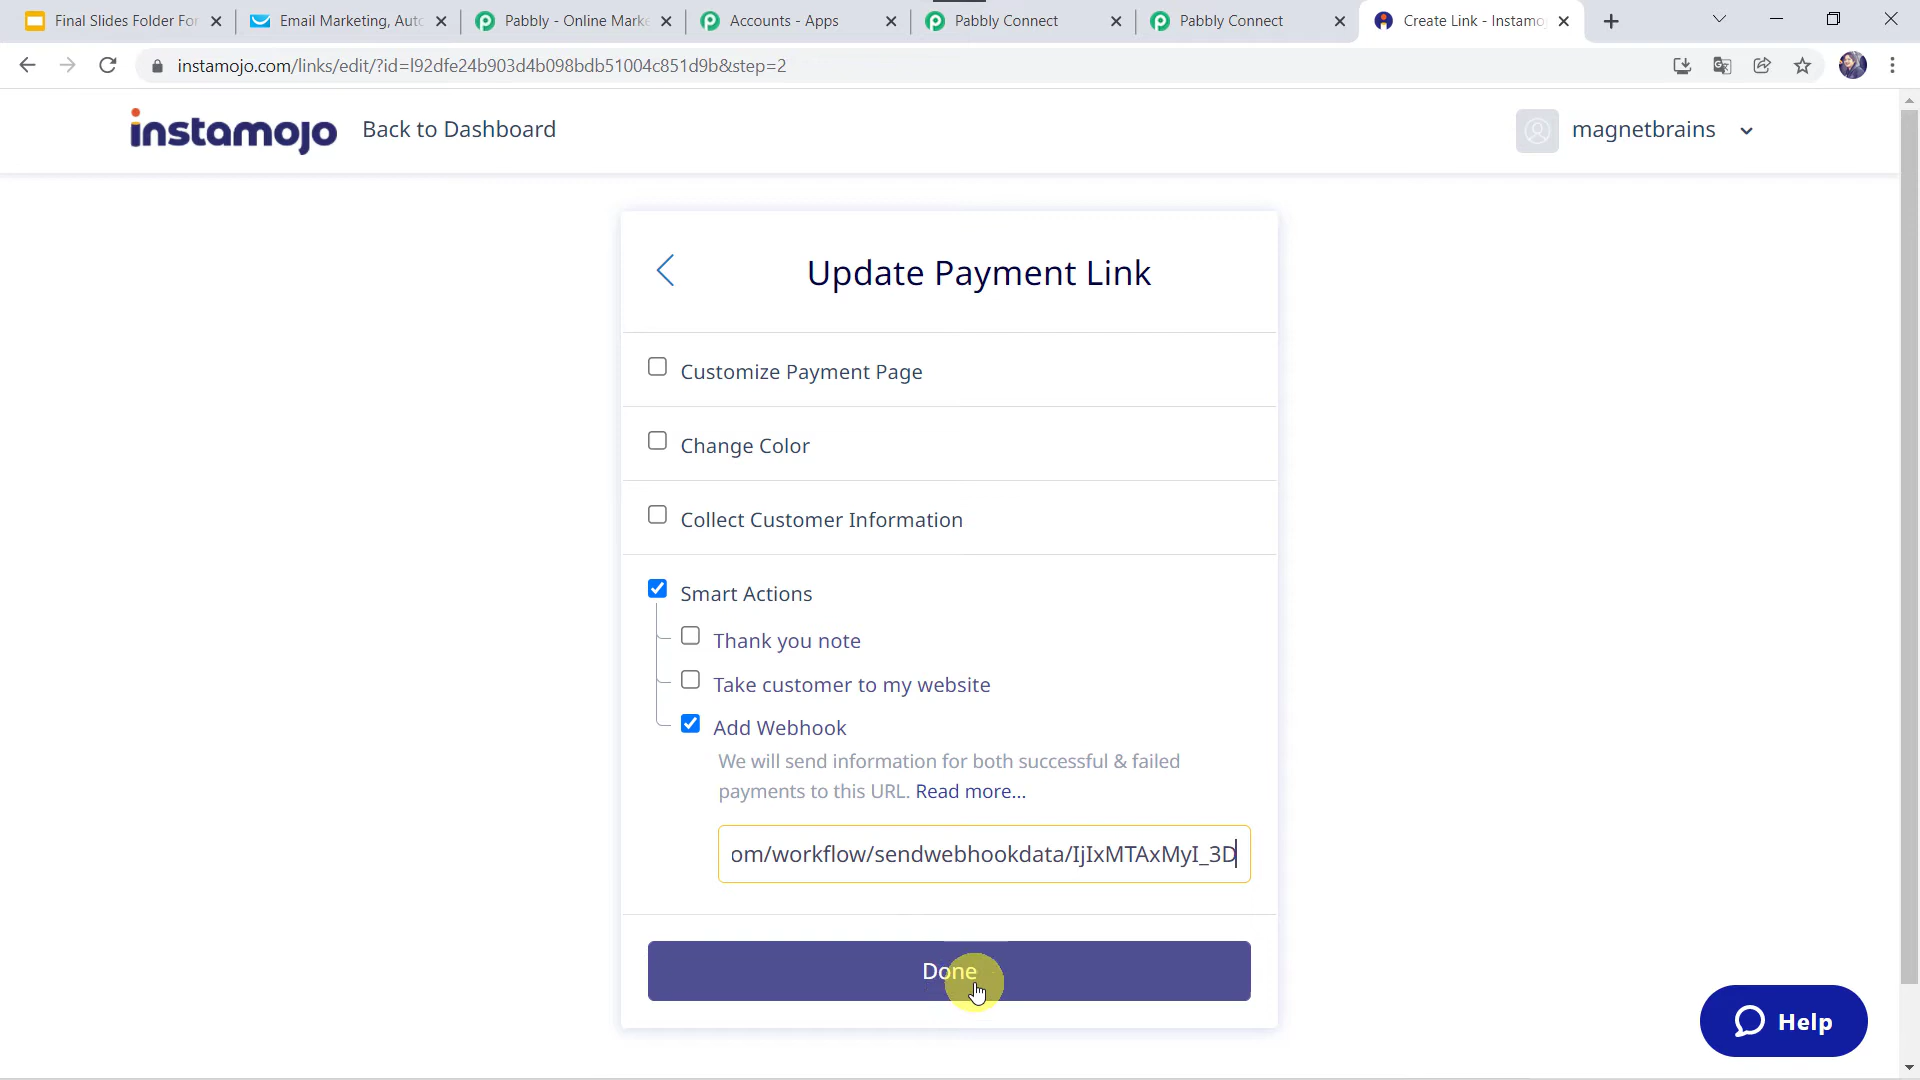 Final Slides Folder For
Email Marketing, Auto
Pabbly - Online Marke
Accounts - Apps
Pabbly Connect
Pabbly Connect
Create Link - Instamo
instamojo.com/links/edit/?id=l92dfe24b903d4b098bdb51004c851d9b&step=2
instamojo
Back to Dashboard
magnetbrains
Update Payment Link
Customize Payment Page
Change Color
Collect Customer Information
Smart Actions
Thank you note
Take customer to my website
Add Webhook
We will send information for both successful & failed
payments to this URL. Read more...
om/workflow/sendwebhookdata/IjIxMTAxMyI_3D
Done
Help